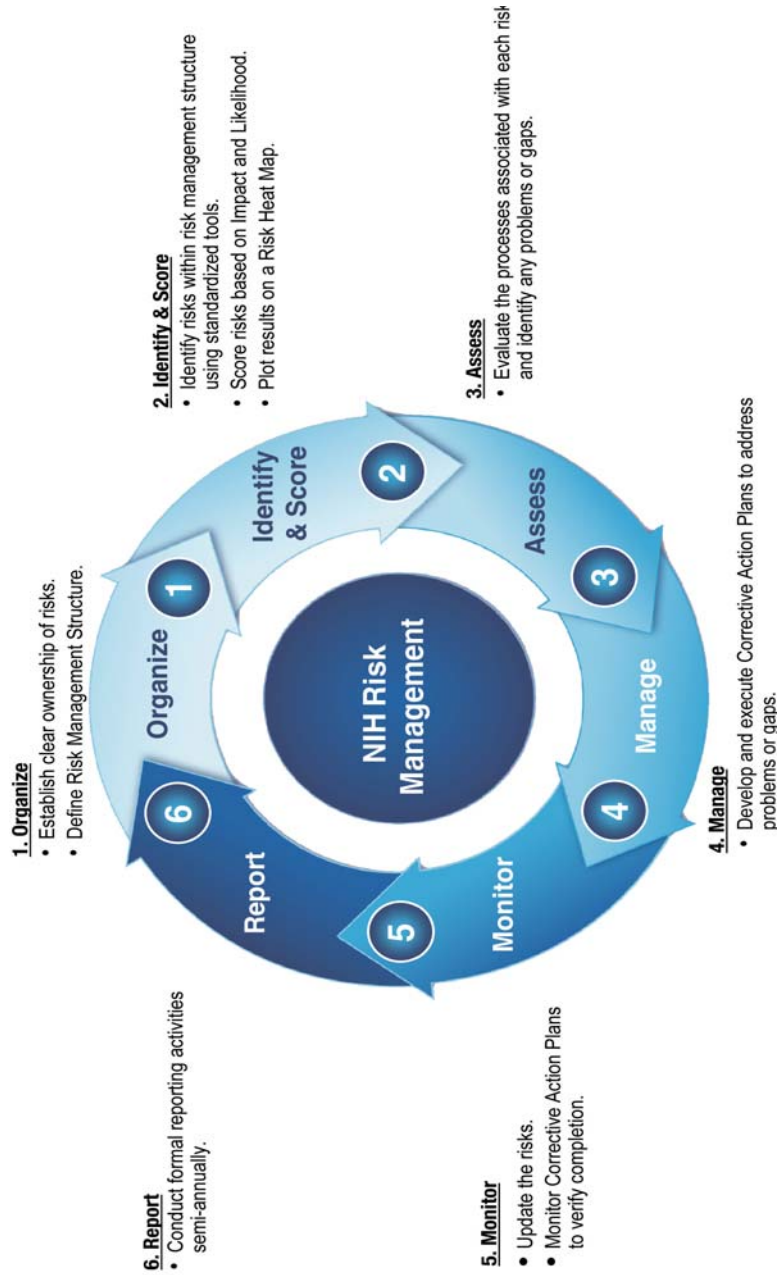 1. Organize
• Establish clear ownership of risks.
• Define Risk Management Structure.
2. Identify & Score
• Identify risks within risk management structure
using standardized tools.
• Score risks based on Impact and Likelihood.
• Plot results on a Risk Heat Map.
3. Assess
• Evaluate the processes associated with each risk
and identify any problems or gaps.
4. Manage
• Develop and execute Corrective Action Plans to address
problems or gaps.
5. Monitor
• Update the risks.
• Monitor Corrective Action Plans
to verify completion.
6. Report
• Conduct formal reporting activities
semi-annually.
NIH Risk
Management
Organize
1
Identify
& Score
2
Assess
3
Manage
4
Monitor
5
Report
6